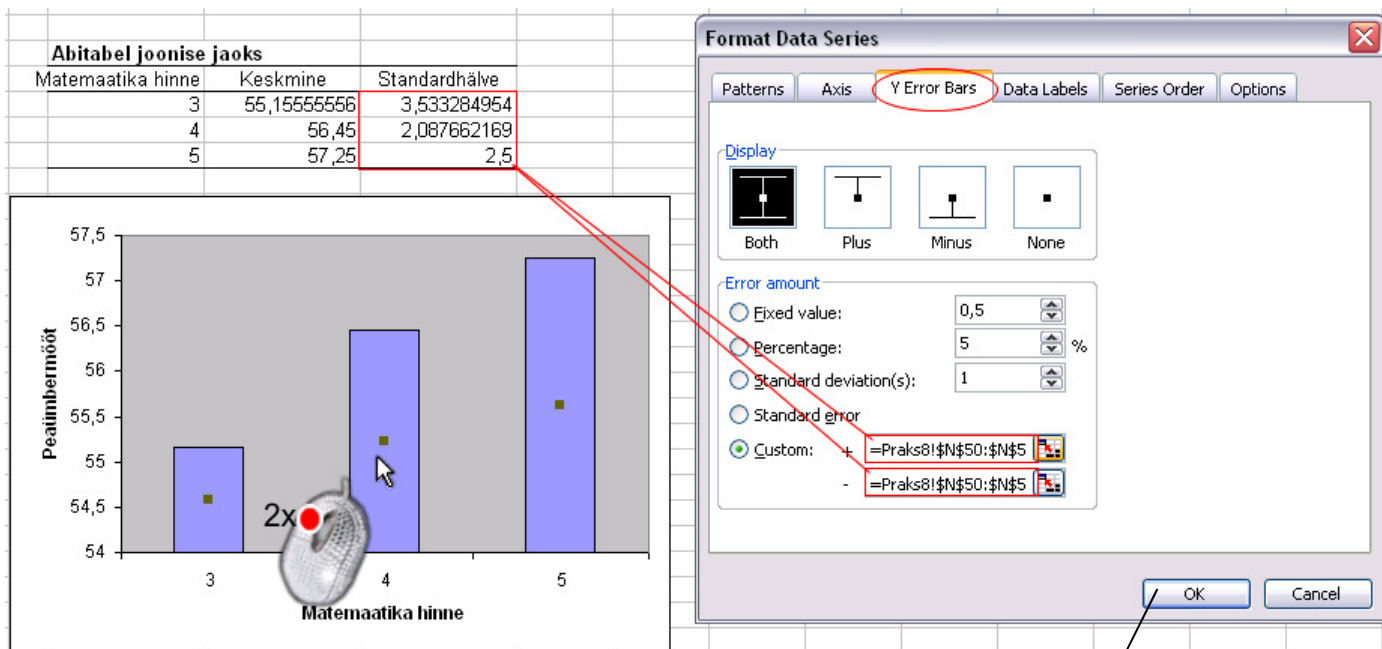 Abitabel joonise jaoks
Matemaatika hinne Keskmine Standardhälve
3 55,15555556 3,533284954
4 56,45 2,087662169
5 57,25 2,5
57,5
57
56,5
56
55,5
55
54,5
54
Peaümbermõõt
2x
3 4 5
Matemaatika hinne
Format Data Series
Patterns Axis Y Error Bars Data Labels Series Order Options
Display
Both Plus Minus None
Error amount
Fixed value: 0,5
Percentage: 5 %
Standard deviation(s): 1
Standard error
Custom: + =Praks8!$N$50:$N$5
- =Praks8!$N$50:$N$5
OK Cancel